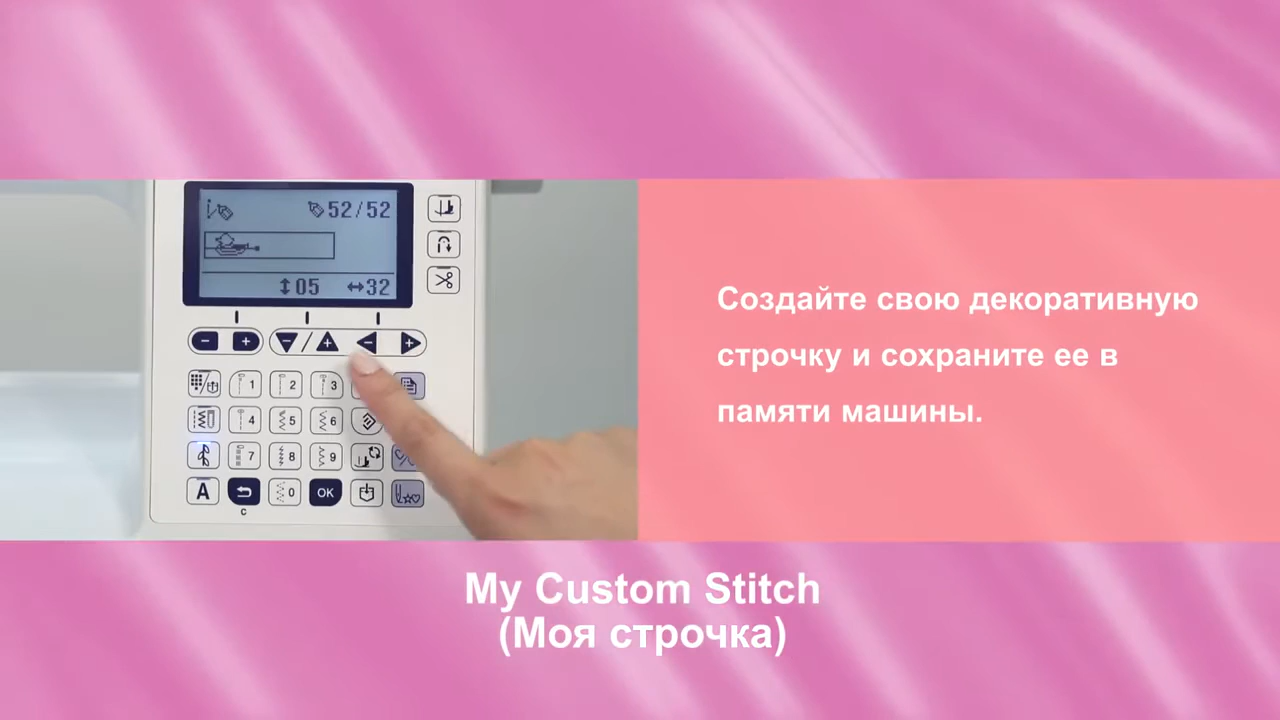 52/52
05 32
- + - / + - +
1 2 3
4 5 6
7 8 9
A 0 OK
C
Создайте свою декоративную
строчку и сохраните ее в
памяти машины.
My Custom Stitch
(Моя строчка)